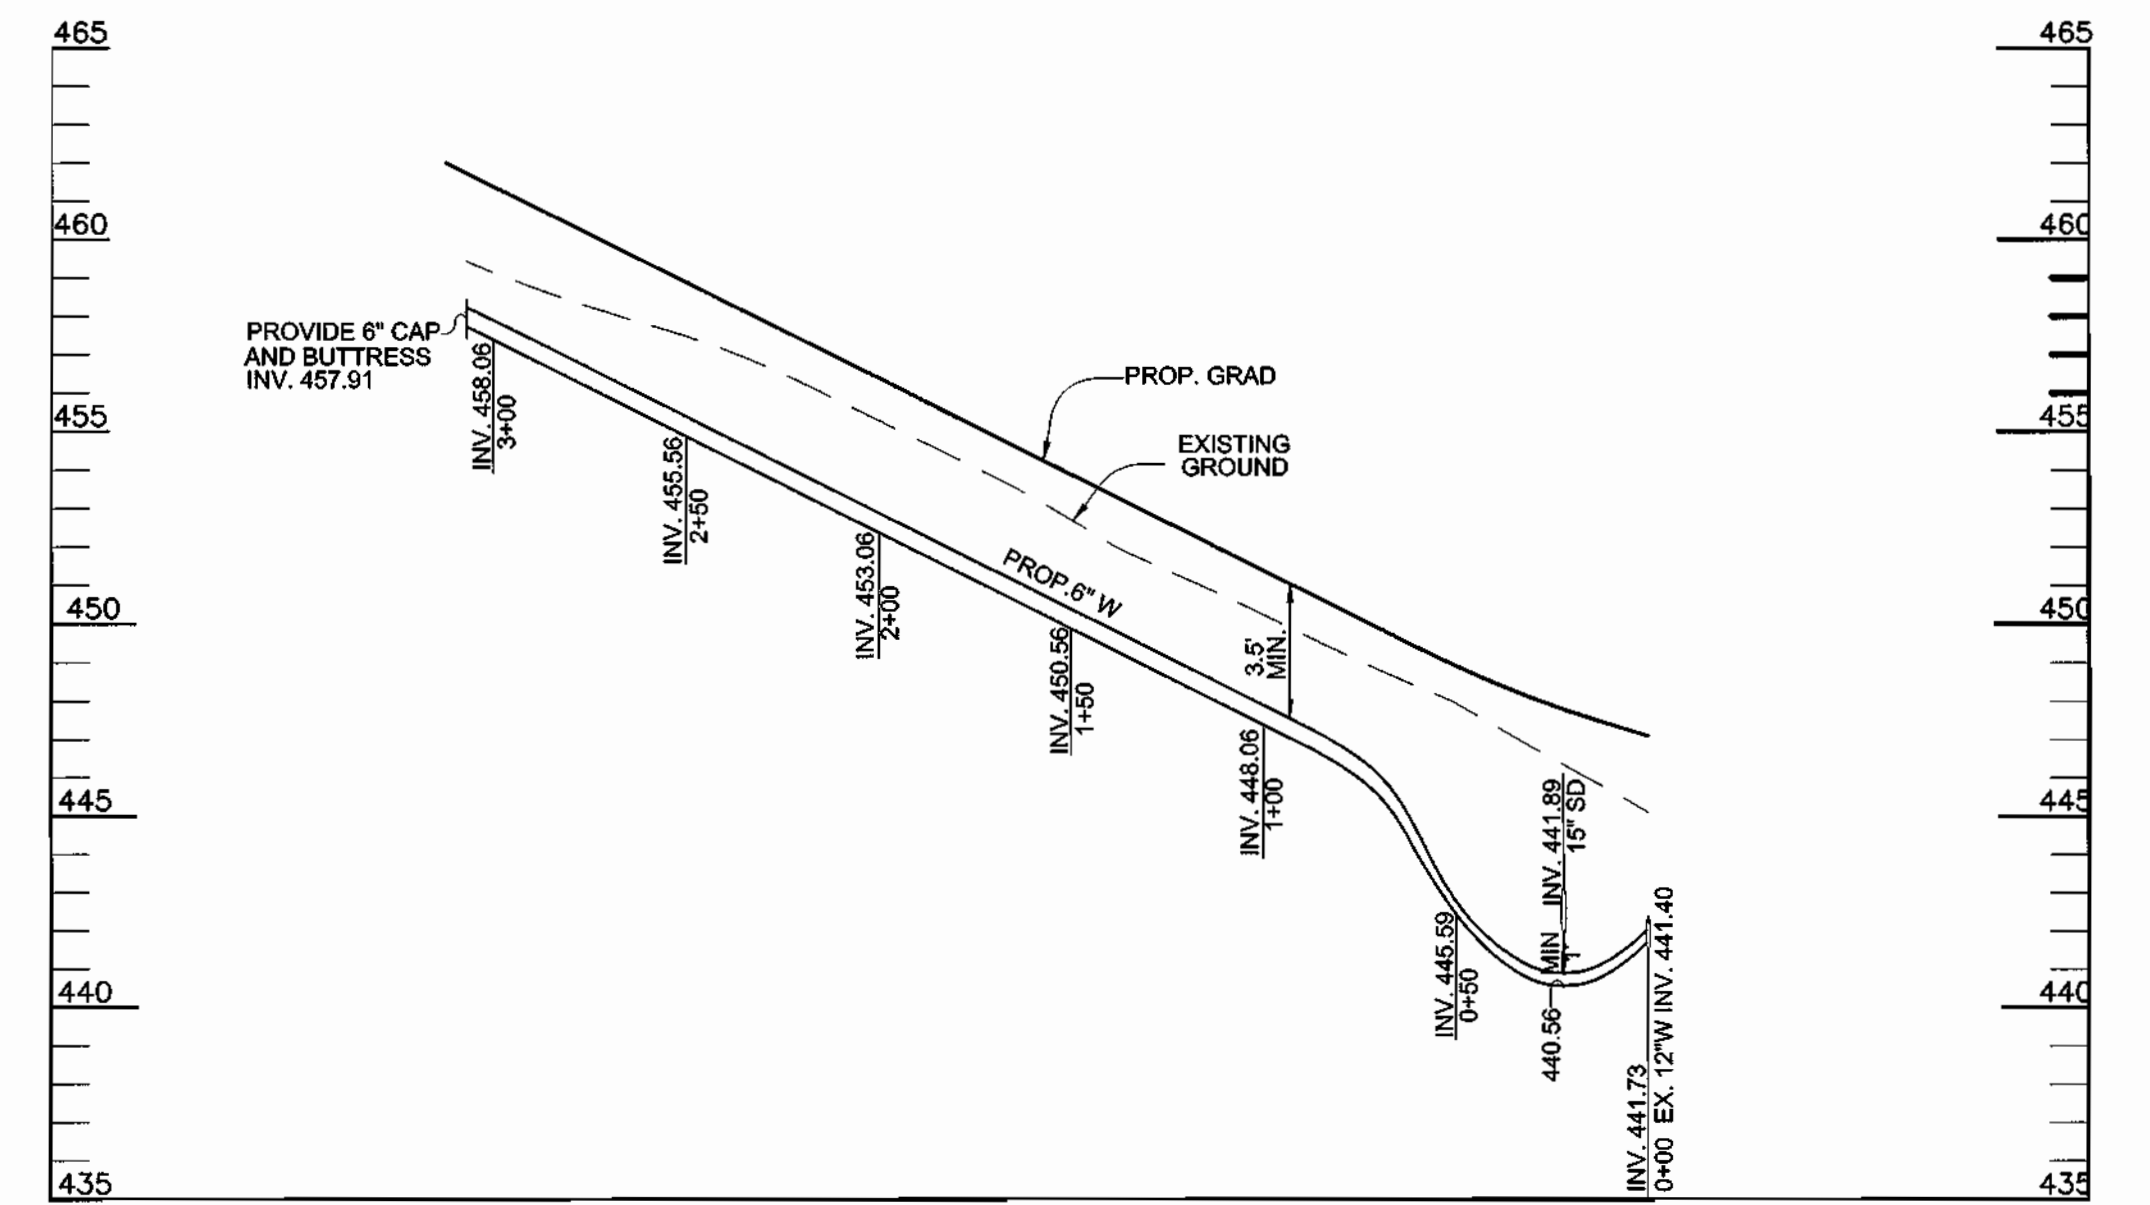 465
465
460
460
PROVIDE 6" CAP
AND BUTTRESS
INV. 457.91
INV. 458.06
3+00
PROP. GRAD
455
455
EXISTING
GROUND
INV. 455.56
2+50
INV. 453.06
2+00
PROP.6" W
450
450
INV. 450.56
1+50
3.5'
MIN.
INV. 448.06
1+00
445
445
INV. 441.89
15" SD
MIN
1'
INV. 445.59
0+50
440
440
440.56
INV. 441.73
0+00 EX. 12"W INV. 441.40
435
435